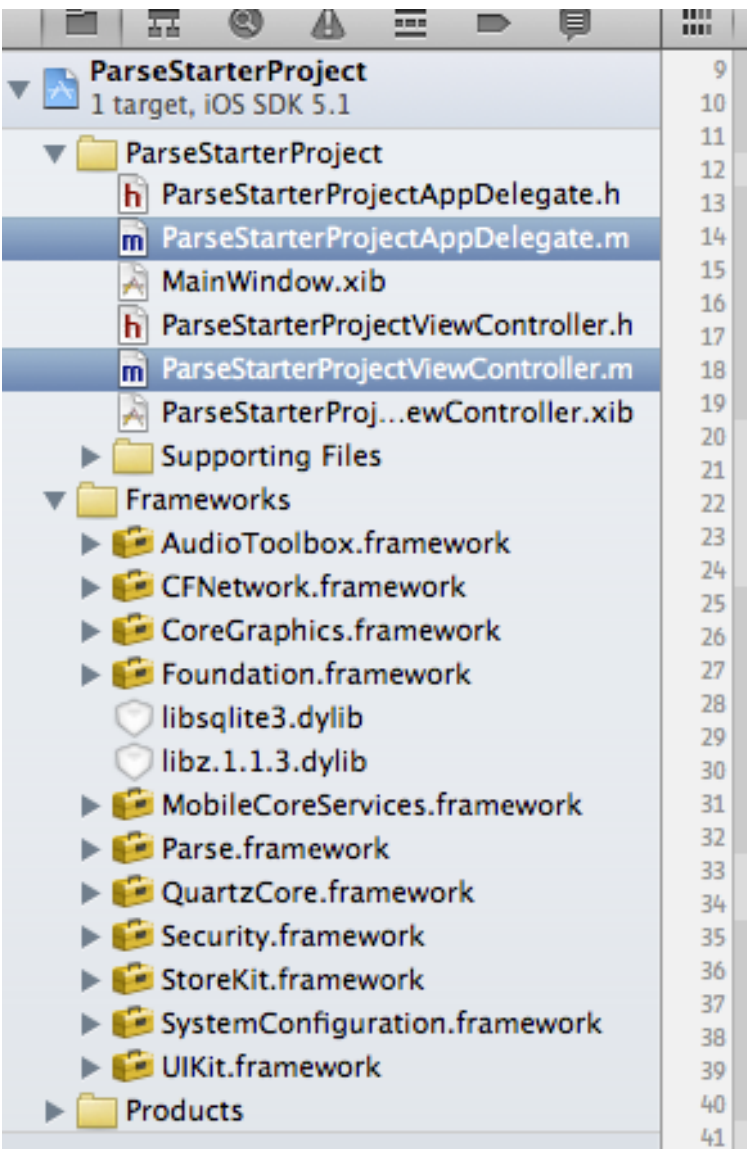 ParseStarterProject
1 target, iOS SDK 5.1
ParseStarterProject
h ParseStarterProjectAppDelegate.h
m ParseStarterProjectAppDelegate.m
MainWindow.xib
h ParseStarterProjectViewController.h
m ParseStarterProjectViewController.m
ParseStarterProj...ewController.xib
Supporting Files
Frameworks
AudioToolbox.framework
CFNetwork.framework
CoreGraphics.framework
Foundation.framework
libsqlite3.dylib
libz.1.1.3.dylib
MobileCoreServices.framework
Parse.framework
QuartzCore.framework
Security.framework
StoreKit.framework
SystemConfiguration.framework
UIKit.framework
Products
9
10
11
12
13
14
15
16
17
18
19
20
21
22
23
24
25
26
27
28
29
30
31
32
33
34
35
36
37
38
39
40
41